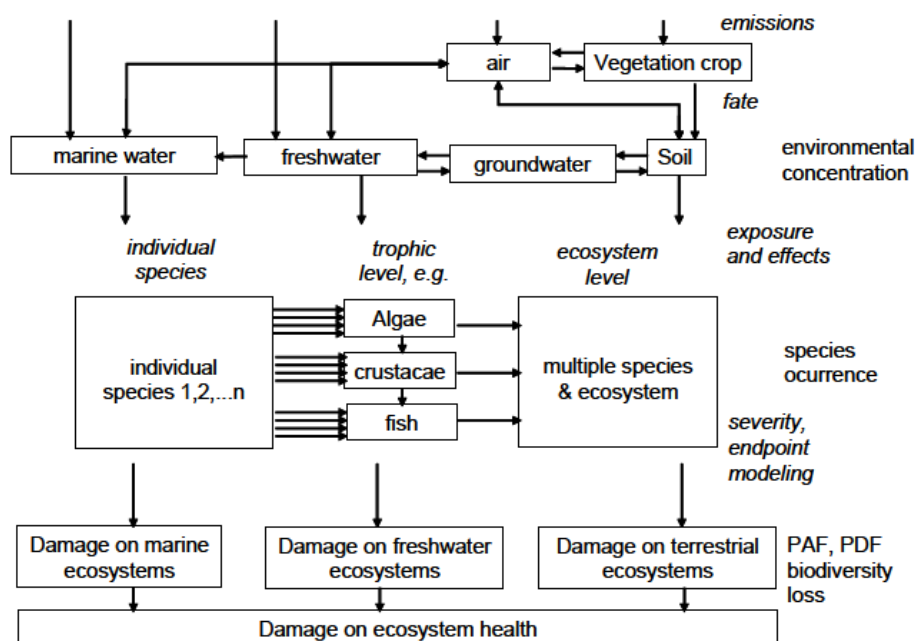 emissions
air
Vegetation crop
fate
marine water
freshwater
groundwater
Soil
environmental
concentration
individual
species
trophic
level, e.g.
ecosystem
level
exposure
and effects
individual
species 1,2,...n
Algae
crustacae
fish
multiple species
& ecosystem
species
ocurrence
severity,
endpoint
modeling
Damage on marine
ecosystems
Damage on freshwater
ecosystems
Damage on terrestrial
ecosystems
PAF, PDF
biodiversity
loss
Damage on ecosystem health